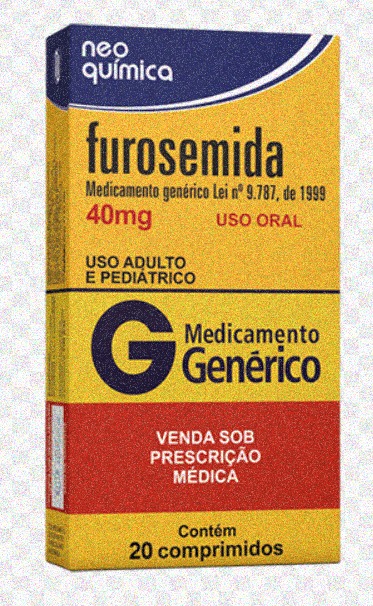 neo
química
furosemida
Medicamento genérico Lei nº 9.787, de 1999
40mg USO ORAL
USO ADULTO
E PEDIÁTRICO
G Medicamento
Genérico
VENDA SOB
PRESCRIÇÃO
MÉDICA
Contém
20 comprimidos